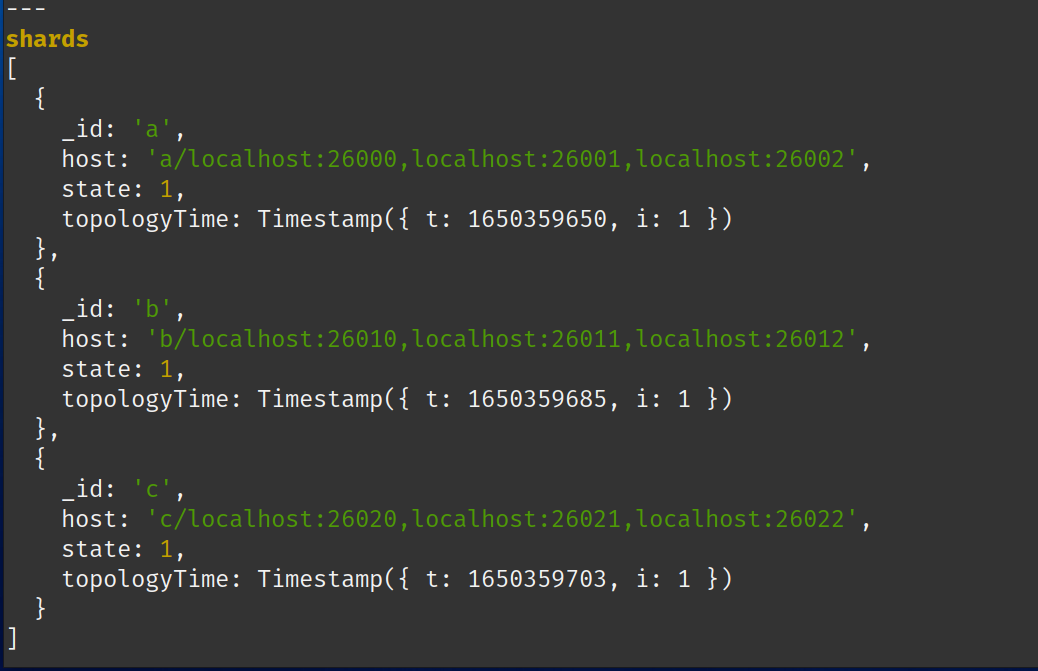 ---
shards
[
  {
    _id: 'a',
    host: 'a/localhost:26000,localhost:26001,localhost:26002',
    state: 1,
    topologyTime: Timestamp({ t: 1650359650, i: 1 })
  },
  {
    _id: 'b',
    host: 'b/localhost:26010,localhost:26011,localhost:26012',
    state: 1,
    topologyTime: Timestamp({ t: 1650359685, i: 1 })
  },
  {
    _id: 'c',
    host: 'c/localhost:26020,localhost:26021,localhost:26022',
    state: 1,
    topologyTime: Timestamp({ t: 1650359703, i: 1 })
  }
]